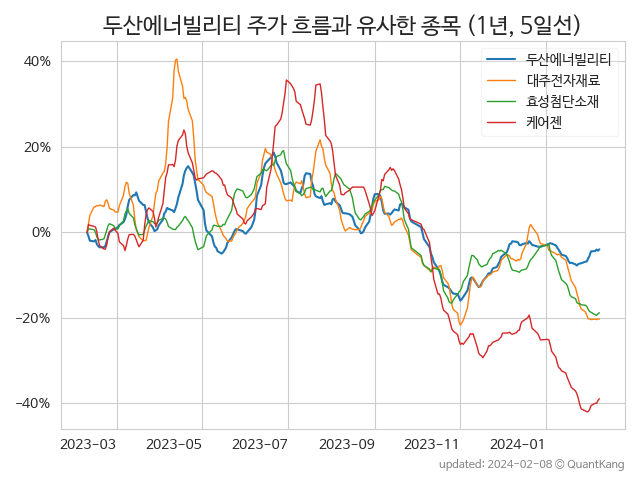 두산에너빌리티 주가 흐름과 유사한 종목 (1년, 5일선)
두산에너빌리티
대주전자재료
효성첨단소재
케어젠
40%
20%
0%
−20%
−40%
2023-03 2023-05 2023-07 2023-09 2023-11 2024-01
updated: 2024-02-08 © QuantKang